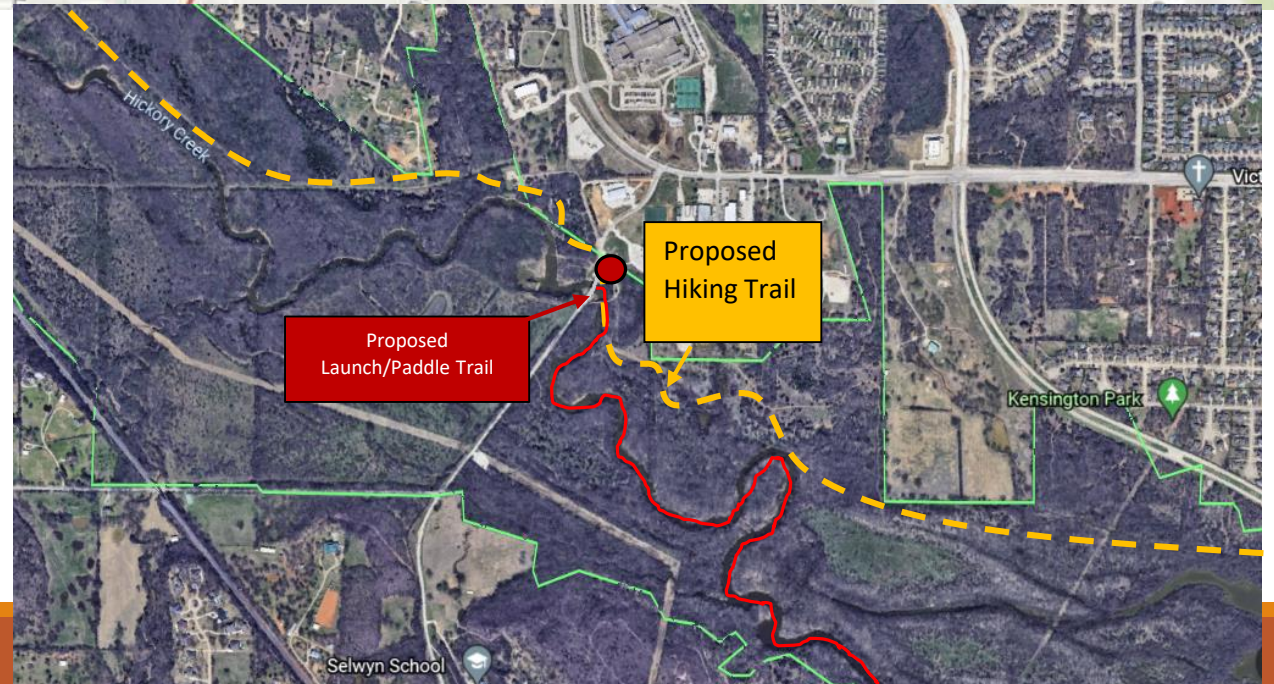 Hickory Creek
Vict
Proposed
Hiking Trail
Proposed
Launch/Paddle Trail
Kensington Park
Selwyn School